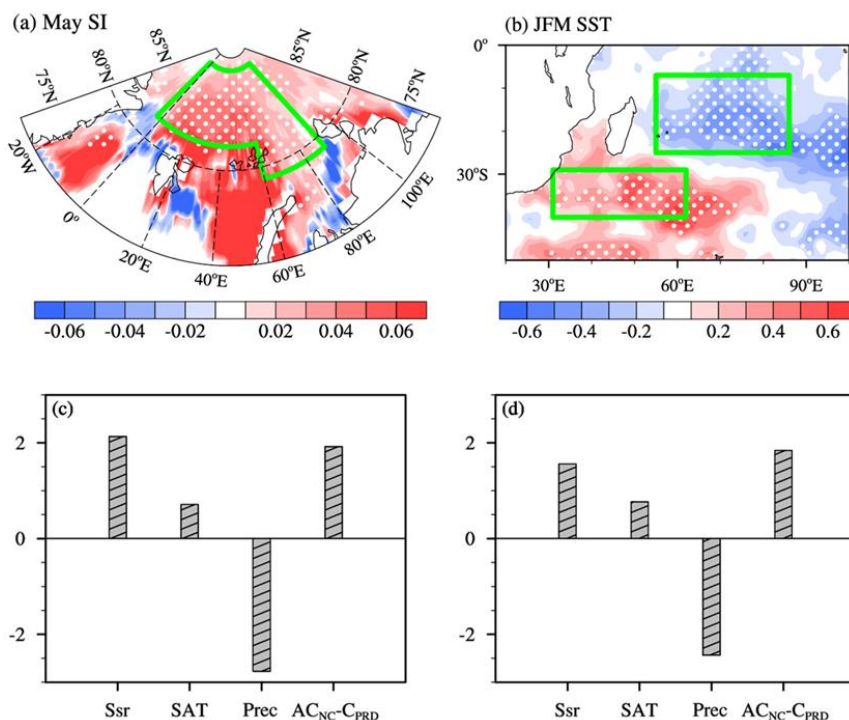 (a) May SI
75°N
80°N
85°N
85°N
80°N
75°N
20°W
0°
20°E
40°E
60°E
80°E
100°E
-0.06 -0.04 -0.02 0.02 0.04 0.06
(b) JFM SST
0°
30°S
30°E 60°E 90°E
-0.6 -0.4 -0.2 0.2 0.4 0.6
(c)
2
0
-2
Ssr SAT Prec AC_NC-C_PRD
(d)
2
0
-2
Ssr SAT Prec AC_NC-C_PRD